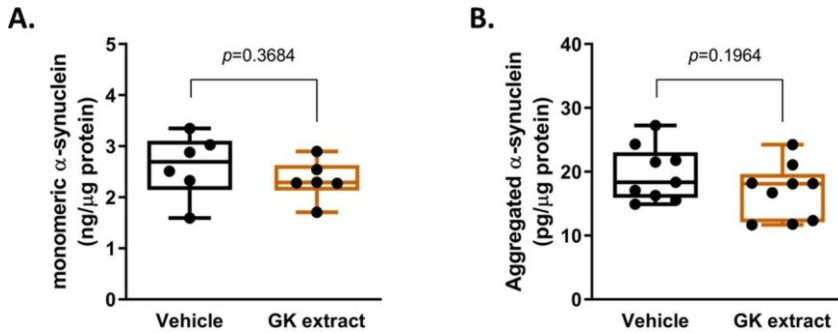 A.
monomeric α-synuclein
(ng/μg protein)
5
4
3
2
1
0
p=0.3684
Vehicle
GK extract
B.
Aggregated α-synuclein
(pg/μg protein)
40
30
20
10
0
p=0.1964
Vehicle
GK extract